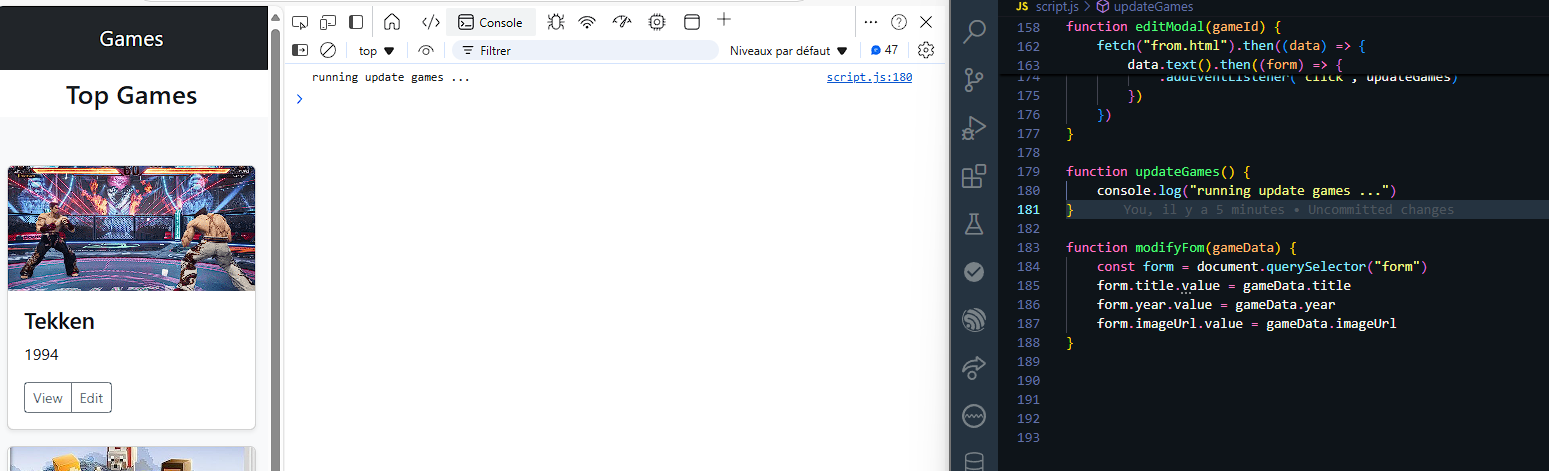 Games
Top Games
Tekken
1994
View
Edit
Console
top
Filtrer
Niveaux par défaut
47
running update games ...
script.js:180
JS script.js > updateGames
158 function editModal(gameId) {
162 fetch("from.html").then((data) => {
163 data.text().then((form) => {
174 .addEventListener("click", updateGames)
175 })
176 })
177 }
178
179 function updateGames() {
180 console.log("running update games ...")
181 } You, il y a 5 minutes • Uncommitted changes
182
183 function modifyFom(gameData) {
184 const form = document.querySelector("form")
185 form.title.value = gameData.title
186 form.year.value = gameData.year
187 form.imageUrl.value = gameData.imageUrl
188 }
189
190
191
192
193